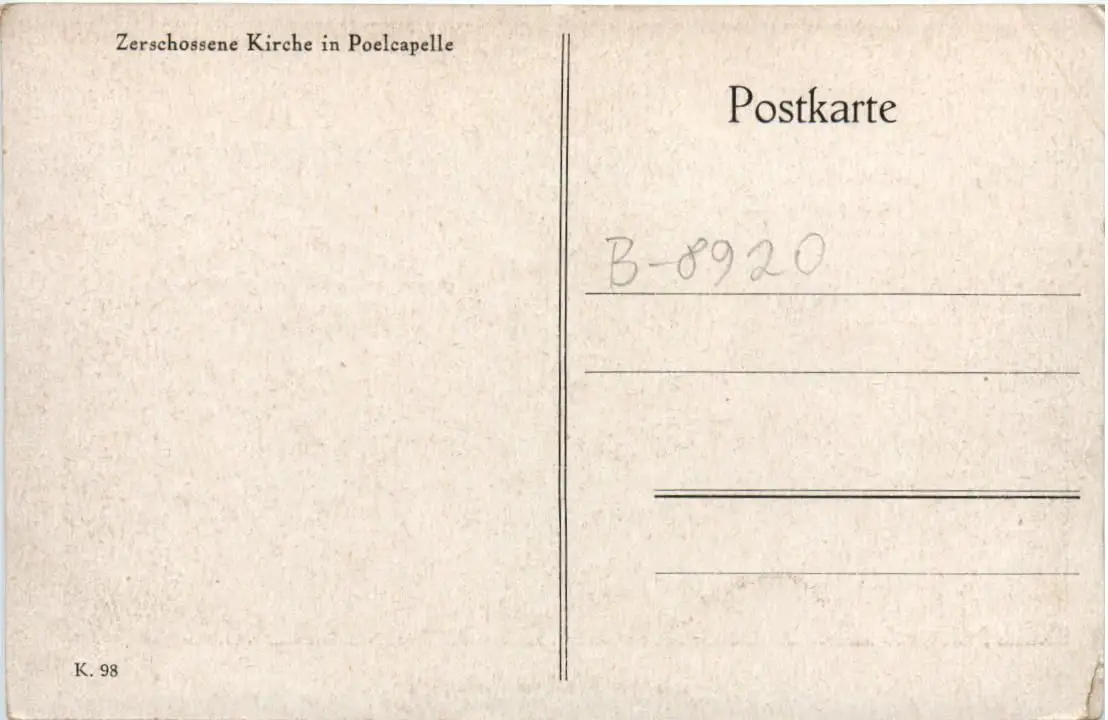 Zerschossene Kirche in Poelcapelle
K. 98
Postkarte
B-8920